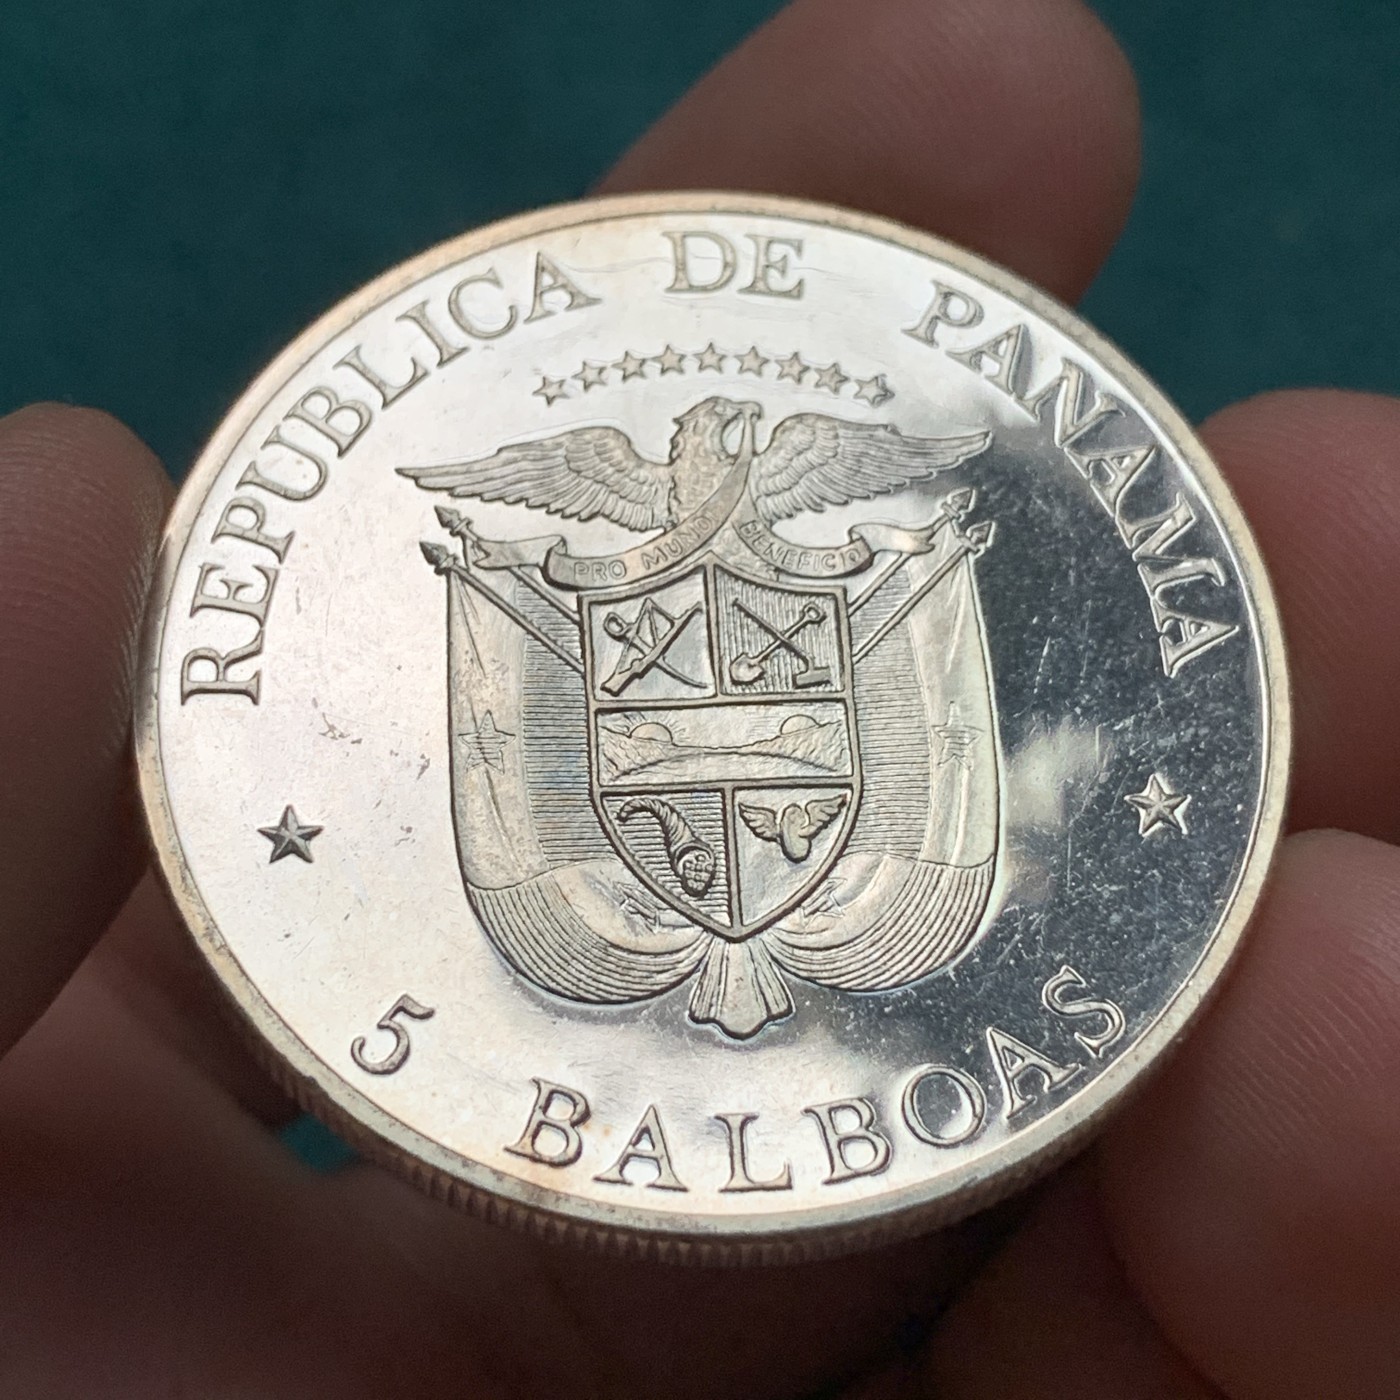 REPUBLICA DE PANAMA
PRO MUNDI BENEFICIO
5 BALBOAS